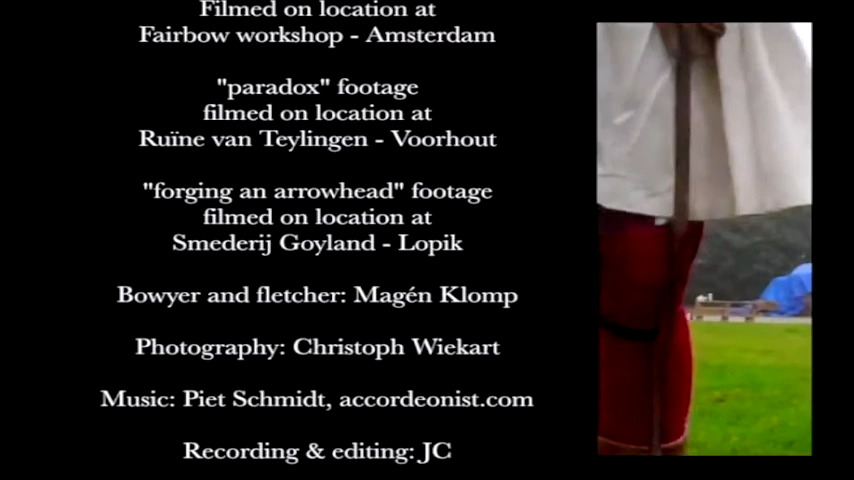 Filmed on location at
Fairbow workshop - Amsterdam
"paradox" footage
filmed on location at
Ruïne van Teylingen - Voorhout
"forging an arrowhead" footage
filmed on location at
Smederij Goyland - Lopik
Bowyer and fletcher: Magén Klomp
Photography: Christoph Wiekart
Music: Piet Schmidt, accordeonist.com
Recording & editing: JC